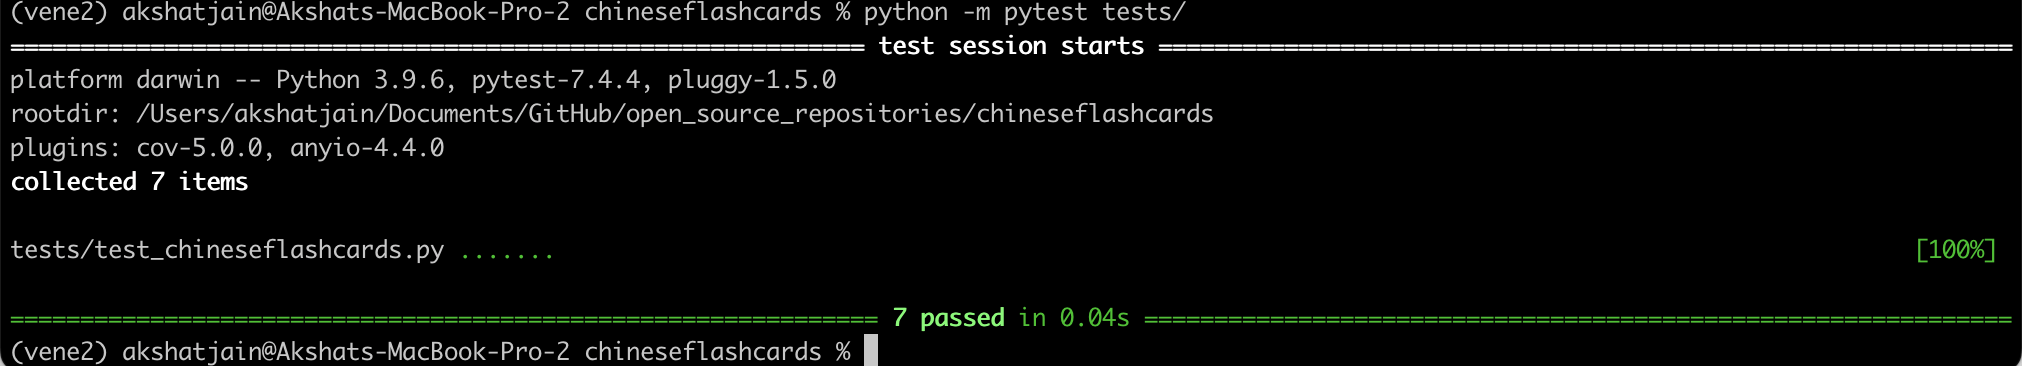 (vene2) akshatjain@Akshats-MacBook-Pro-2 chineseflashcards % python -m pytest tests/
============================================================= test session starts =============================================================
platform darwin -- Python 3.9.6, pytest-7.4.4, pluggy-1.5.0
rootdir: /Users/akshatjain/Documents/GitHub/open_source_repositories/chineseflashcards
plugins: cov-5.0.0, anyio-4.4.0
collected 7 items
tests/test_chineseflashcards.py ....... [100%]
============================================================== 7 passed in 0.04s ==============================================================
(vene2) akshatjain@Akshats-MacBook-Pro-2 chineseflashcards %